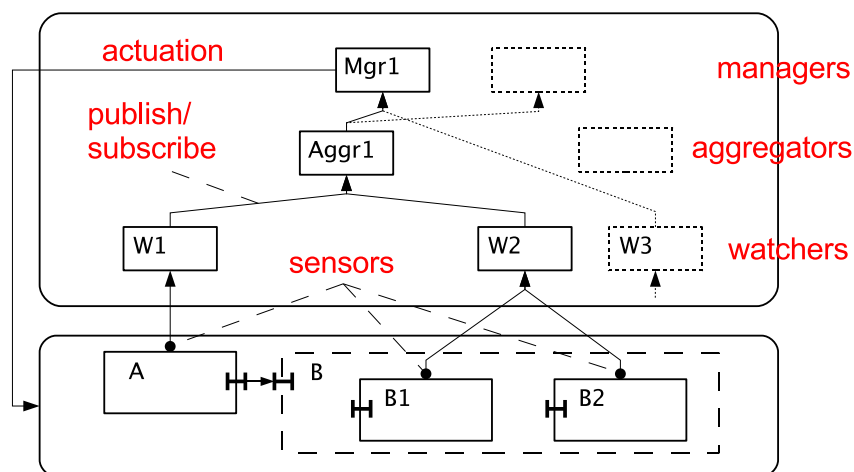 actuation
Mgr1
managers
publish/
subscribe
Aggr1
aggregators
W1
W2
W3
watchers
sensors
A
B
B1
B2